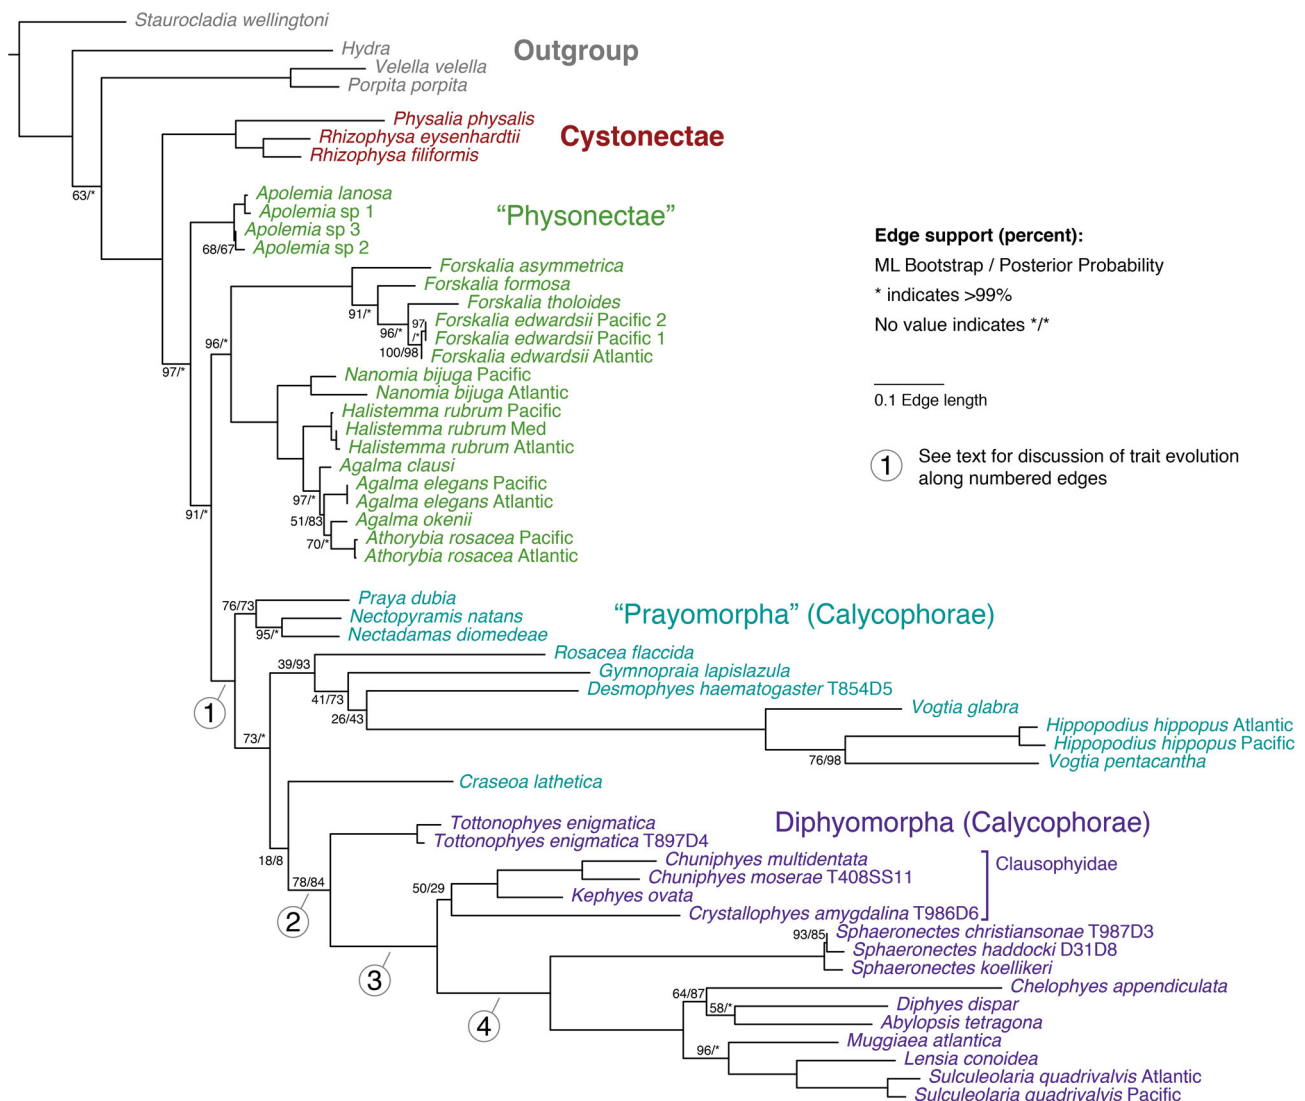 Staurocladia wellingtoni
Hydra
Outgroup
Velella velella
Porpita porpita
Physalia physalis
Rhizophysa eysenhardtii
Cystonectae
Rhizophysa filiformis
63/*
Apolemia lanosa
Apolemia sp 1
"Physonectae"
Apolemia sp 3
Apolemia sp 2
68/67
Edge support (percent):
ML Bootstrap / Posterior Probability
* indicates >99%
No value indicates */*
0.1 Edge length
1
See text for discussion of trait evolution
along numbered edges
Forskalia asymmetrica
Forskalia formosa
91/*
Forskalia tholoides
96/*
97
/*
Forskalia edwardsii Pacific 2
Forskalia edwardsii Pacific 1
100/98
Forskalia edwardsii Atlantic
96/*
97/*
Nanomia bijuga Pacific
Nanomia bijuga Atlantic
Halistemma rubrum Pacific
Halistemma rubrum Med
Halistemma rubrum Atlantic
Agalma clausi
Agalma elegans Pacific
97/*
Agalma elegans Atlantic
91/*
51/83
Agalma okenii
Athorybia rosacea Pacific
70/*
Athorybia rosacea Atlantic
Praya dubia
76/73
"Prayomorpha" (Calycophorae)
Nectopyramis natans
95/*
Nectadamas diomedeae
Rosacea flaccida
39/93
Gymnopraia lapislazula
41/73
Desmophyes haematogaster T854D5
26/43
Vogtia glabra
1
Hippopodius hippopus Atlantic
73/*
Hippopodius hippopus Pacific
76/98
Vogtia pentacantha
Craseoa lathetica
Tottonophyes enigmatica
Diphyomorpha (Calycophorae)
Tottonophyes enigmatica T897D4
18/8
Chuniphyes multidentata
Clausophyidae
Chuniphyes moserae T408SS11
78/84
50/29
Kephyes ovata
Crystallophyes amygdalina T986D6
2
93/85
Sphaeronectes christiansonae T987D3
Sphaeronectes haddocki D31D8
Sphaeronectes koellikeri
3
Chelophyes appendiculata
64/87
Diphyes dispar
58/*
Abylopsis tetragona
4
Muggiaea atlantica
96/*
Lensia conoidea
Sulculeolaria quadrivalvis Atlantic
Sulculeolaria quadrivalvis Pacific